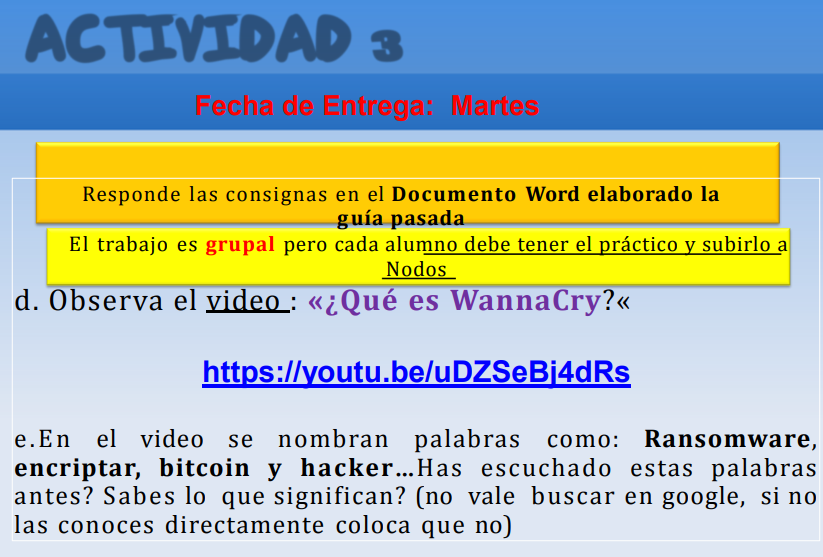 ACTIVIDAD 3
Fecha de Entrega: Martes
Responde las consignas en el Documento Word elaborado la
guía pasada
El trabajo es grupal pero cada alumno debe tener el práctico y subirlo a
Nodos
d. Observa el video : «¿Qué es WannaCry?«
https://youtu.be/uDZSeBj4dRs
e.En el video se nombran palabras como: Ransomware,
encriptar, bitcoin y hacker…Has escuchado estas palabras
antes? Sabes lo que significan? (no vale buscar en google, si no
las conoces directamente coloca que no)